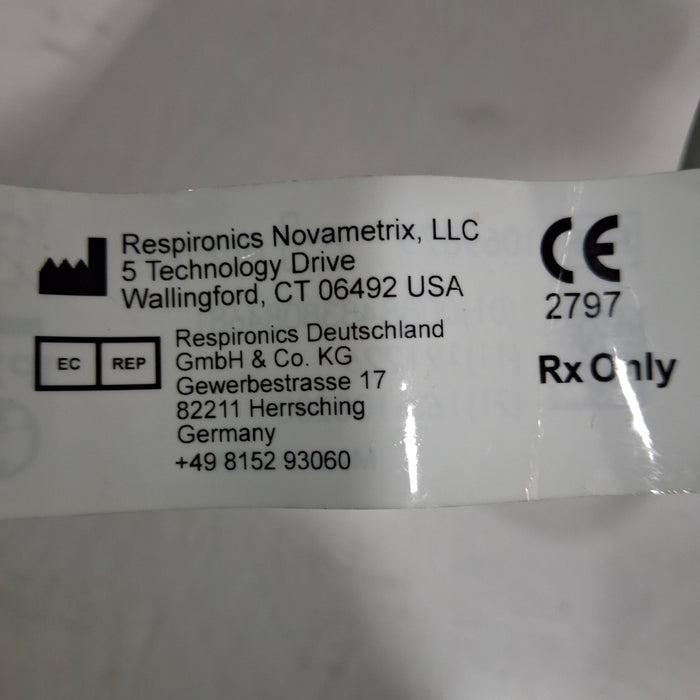 Respironics Novametrix, LLC
5 Technology Drive
Wallingford, CT 06492 USA
CE
2797
EC REP
Respironics Deutschland
GmbH & Co. KG
Gewerbestrasse 17
82211 Herrsching
Germany
+49 8152 93060
Rx Only